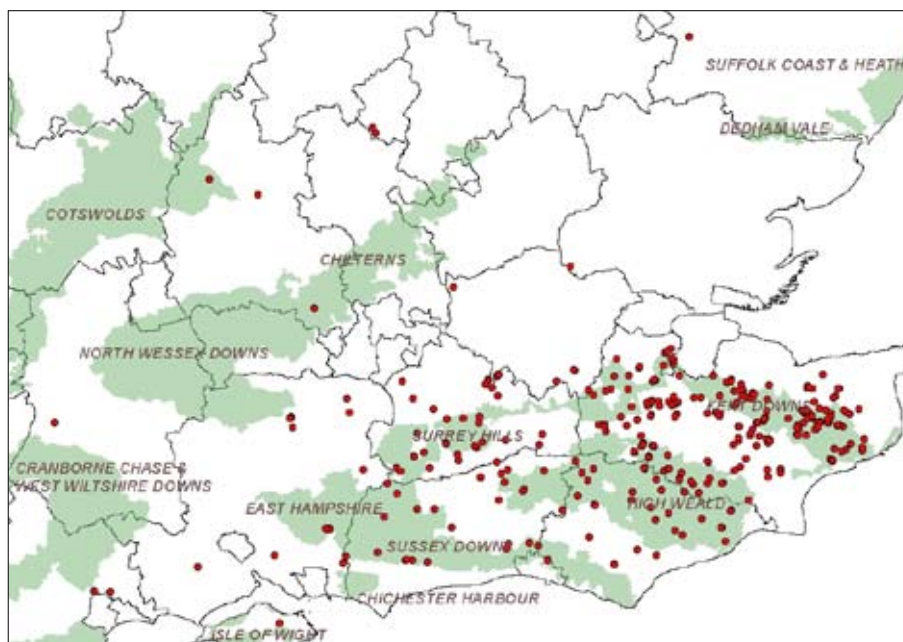 SUFFOLK COAST & HEATH
DEDHAM VALE
COTSWOLDS
CHILTERNS
NORTH WESSEX DOWNS
KENT DOWNS
SURREY HILLS
CRANBORNE CHASE &
WEST WILTSHIRE DOWNS
HIGH WEALD
EAST HAMPSHIRE
SUSSEX DOWNS
CHICHESTER HARBOUR
ISLE OF WIGHT